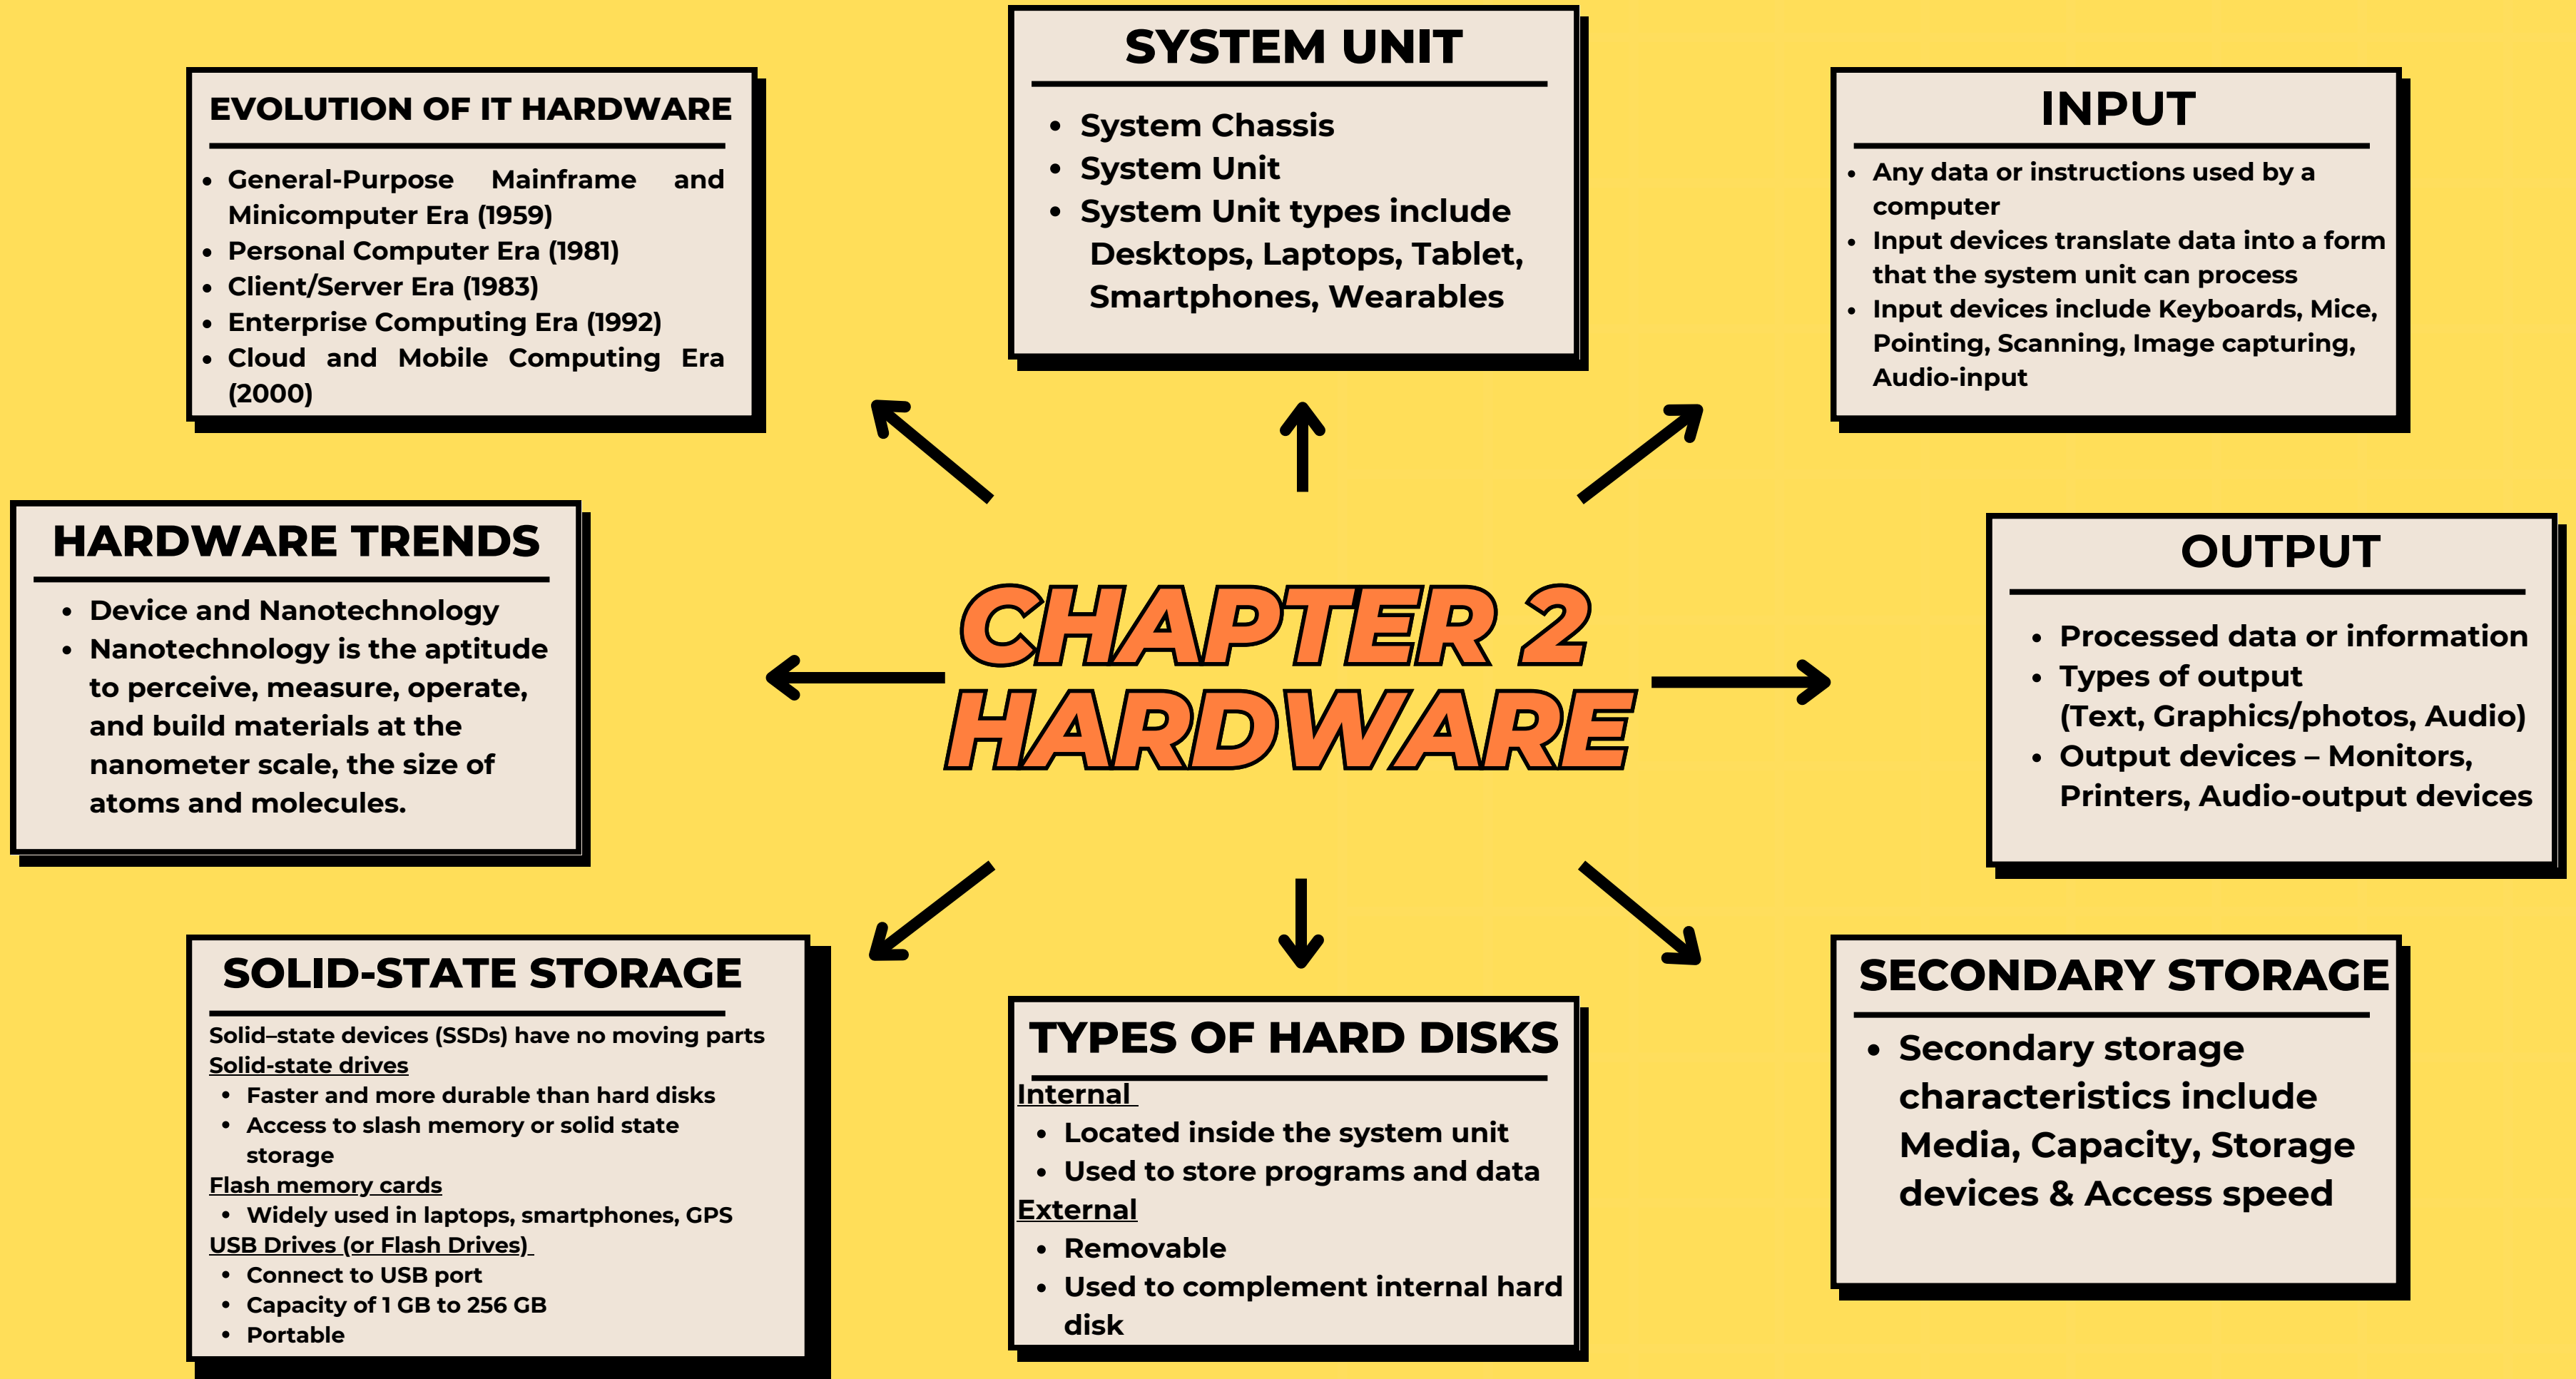 SYSTEM UNIT
• System Chassis
• System Unit
• System Unit types include
Desktops, Laptops, Tablet,
Smartphones, Wearables
EVOLUTION OF IT HARDWARE
• General-Purpose Mainframe and
Minicomputer Era (1959)
• Personal Computer Era (1981)
• Client/Server Era (1983)
• Enterprise Computing Era (1992)
• Cloud and Mobile Computing Era
(2000)
INPUT
• Any data or instructions used by a
computer
• Input devices translate data into a form
that the system unit can process
• Input devices include Keyboards, Mice,
Pointing, Scanning, Image capturing,
Audio-input
HARDWARE TRENDS
• Device and Nanotechnology
• Nanotechnology is the aptitude
to perceive, measure, operate,
and build materials at the
nanometer scale, the size of
atoms and molecules.
CHAPTER 2
HARDWARE
OUTPUT
• Processed data or information
• Types of output
(Text, Graphics/photos, Audio)
• Output devices – Monitors,
Printers, Audio-output devices
SOLID-STATE STORAGE
Solid–state devices (SSDs) have no moving parts
Solid-state drives
• Faster and more durable than hard disks
• Access to slash memory or solid state
storage
Flash memory cards
• Widely used in laptops, smartphones, GPS
USB Drives (or Flash Drives)
• Connect to USB port
• Capacity of 1 GB to 256 GB
• Portable
TYPES OF HARD DISKS
Internal
• Located inside the system unit
• Used to store programs and data
External
• Removable
• Used to complement internal hard
disk
SECONDARY STORAGE
• Secondary storage
characteristics include
Media, Capacity, Storage
devices & Access speed